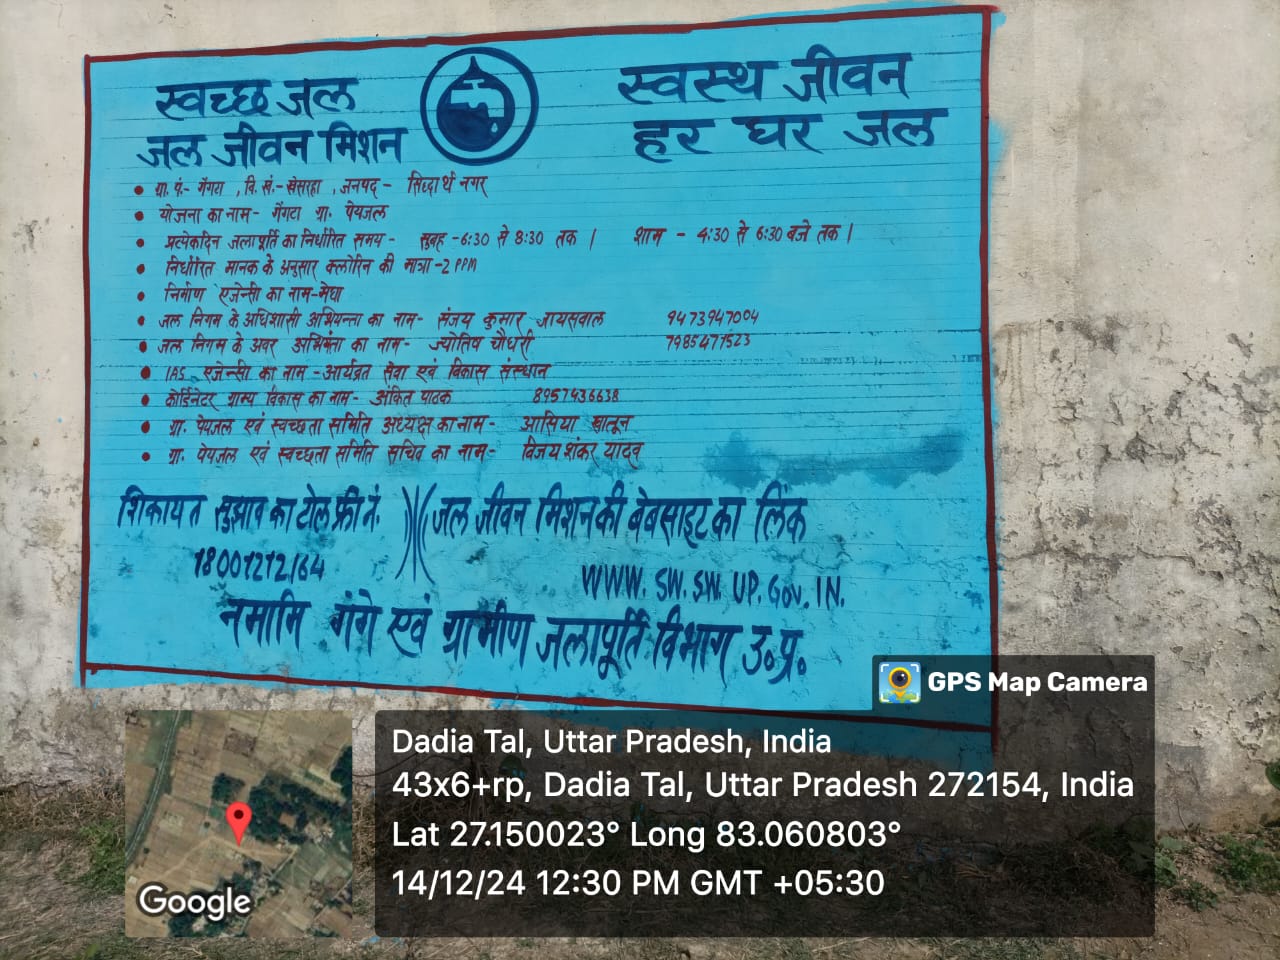 स्वच्छ जल
जल जीवन मिशन
स्वस्थ जीवन
हर घर जल
• ग्रा. पं.- गेंगटा , वि. खं.- खेसरहा , जनपद - सिद्धार्थ नगर
• योजना का नाम- गेंगटा ग्रा. पेयजल
• प्रत्येकदिन जलापूर्ति का निर्धारित समय - सुबह -6:30 से 8:30 तक | शाम - 4:30 से 6:30 बजे तक |
• निर्धारित मानक के अनुसार क्लोरिन की मात्रा -2 PPM
• निर्माण एजेन्सी का नाम-मेघा
• जल निगम के अधिशासी अभियन्ता का नाम- संजय कुमार जायसवाल 9473947004
• जल निगम के अवर अभियंता का नाम- ज्योतिष चौधरी 7985477523
• IAS एजेन्सी का नाम -आर्यव्रत सेवा एवं विकास संस्थान
• कोर्डिनेटर ग्राम्य विकास का नाम- अंकित पाठक 8957436638
• ग्रा. पेयजल एवं स्वच्छता समिति अध्यक्ष का नाम- आसिया खातून
• ग्रा. पेयजल एवं स्वच्छता समिति सचिव का नाम- विजय शंकर यादव
शिकायत सुझाव का टोल फ्री नं.
18001212164
जल जीवन मिशन की बेबसाइट का लिंक
WWW. SW. SW. UP. Gov. IN.
नमामि गंगे एवं ग्रामीण जलापूर्ति विभाग उ. प्र.
GPS Map Camera
Dadia Tal, Uttar Pradesh, India
43x6+rp, Dadia Tal, Uttar Pradesh 272154, India
Lat 27.150023° Long 83.060803°
14/12/24 12:30 PM GMT +05:30
Google